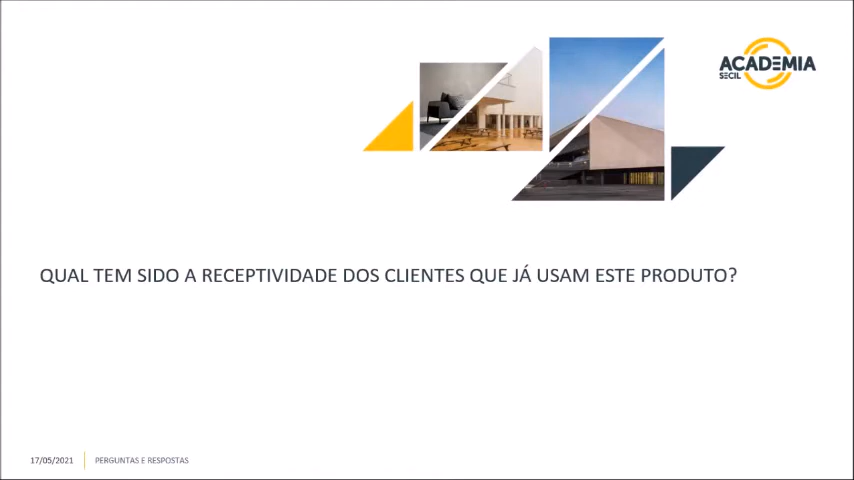 ACADEMIA
SECIL
QUAL TEM SIDO A RECEPTIVIDADE DOS CLIENTES QUE JÁ USAM ESTE PRODUTO?
17/05/2021 PERGUNTAS E RESPOSTAS